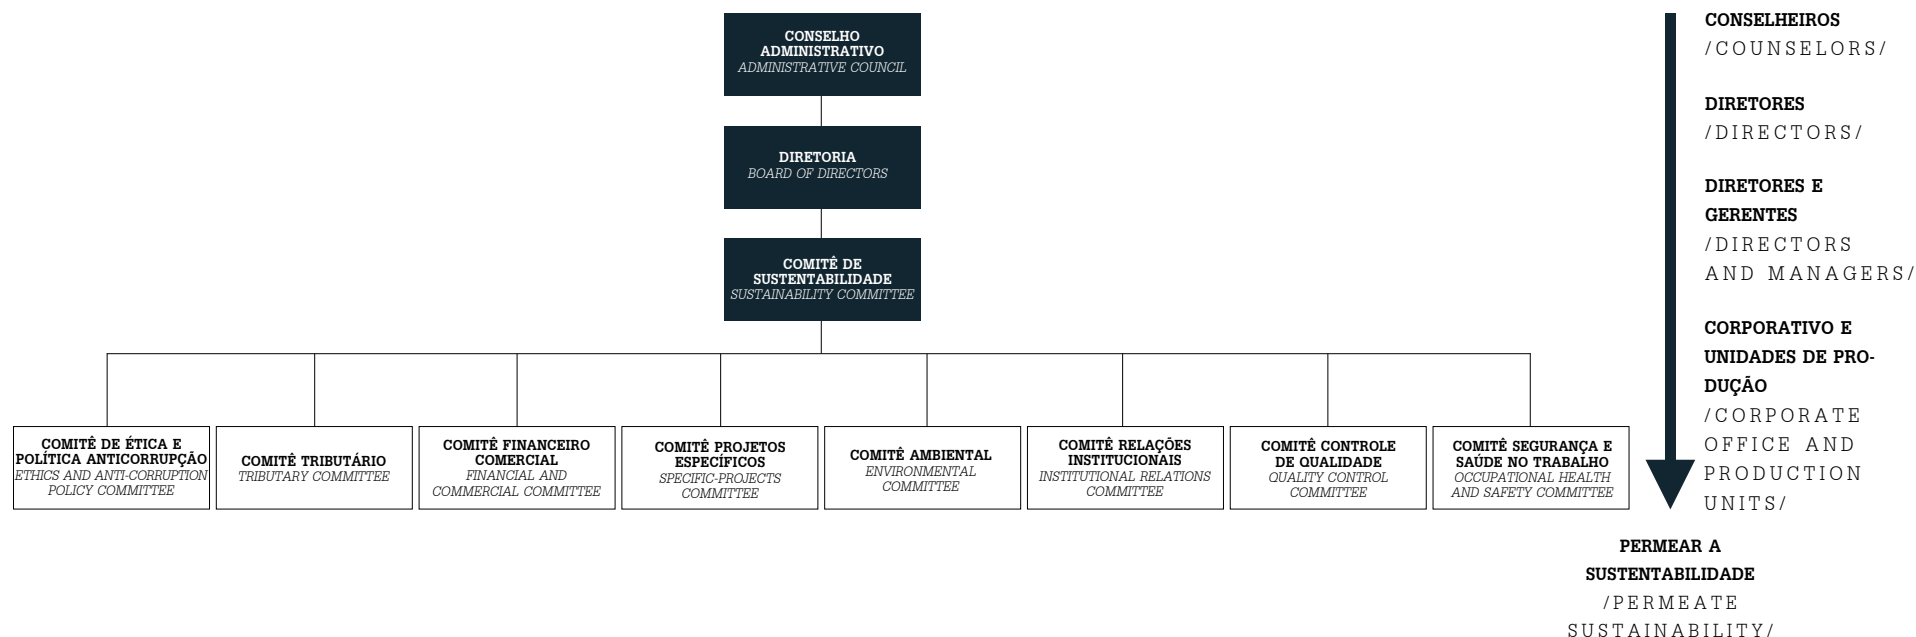 CONSELHO
ADMINISTRATIVO
ADMINISTRATIVE COUNCIL
DIRETORIA
BOARD OF DIRECTORS
COMITÊ DE
SUSTENTABILIDADE
SUSTAINABILITY COMMITTEE
COMITÊ DE ÉTICA E
POLÍTICA ANTICORRUPÇÃO
ETHICS AND ANTI-CORRUPTION
POLICY COMMITTEE
COMITÊ TRIBUTÁRIO
TRIBUTARY COMMITTEE
COMITÊ FINANCEIRO
COMERCIAL
FINANCIAL AND
COMMERCIAL COMMITTEE
COMITÊ PROJETOS
ESPECÍFICOS
SPECIFIC-PROJECTS
COMMITTEE
COMITÊ AMBIENTAL
ENVIRONMENTAL
COMMITTEE
COMITÊ RELAÇÕES
INSTITUCIONAIS
INSTITUTIONAL RELATIONS
COMMITTEE
COMITÊ CONTROLE
DE QUALIDADE
QUALITY CONTROL
COMMITTEE
COMITÊ SEGURANÇA E
SAÚDE NO TRABALHO
OCCUPATIONAL HEALTH
AND SAFETY COMMITTEE
CONSELHEIROS
/COUNSELORS/
DIRETORES
/DIRECTORS/
DIRETORES E
GERENTES
/DIRECTORS
AND MANAGERS/
CORPORATIVO E
UNIDADES DE PRO-
DUÇÃO
/CORPORATE
OFFICE AND
PRODUCTION
UNITS/
PERMEAR A
SUSTENTABILIDADE
/PERMEATE
SUSTAINABILITY/